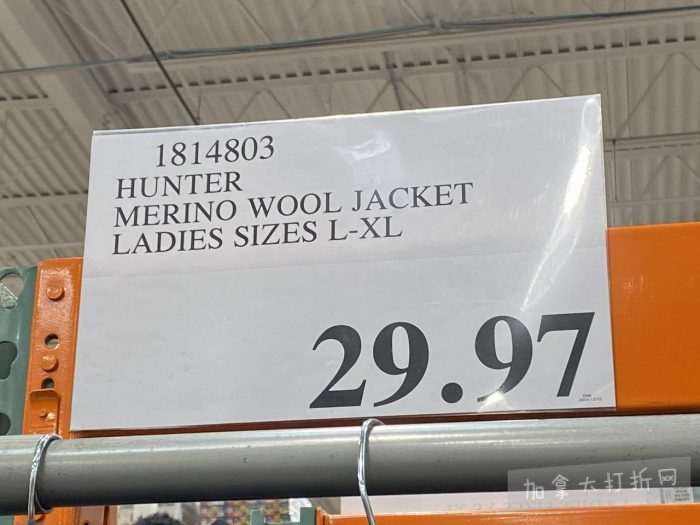 1814803
HUNTER
MERINO WOOL JACKET
LADIES SIZES L-XL
29.97
加拿大打折网